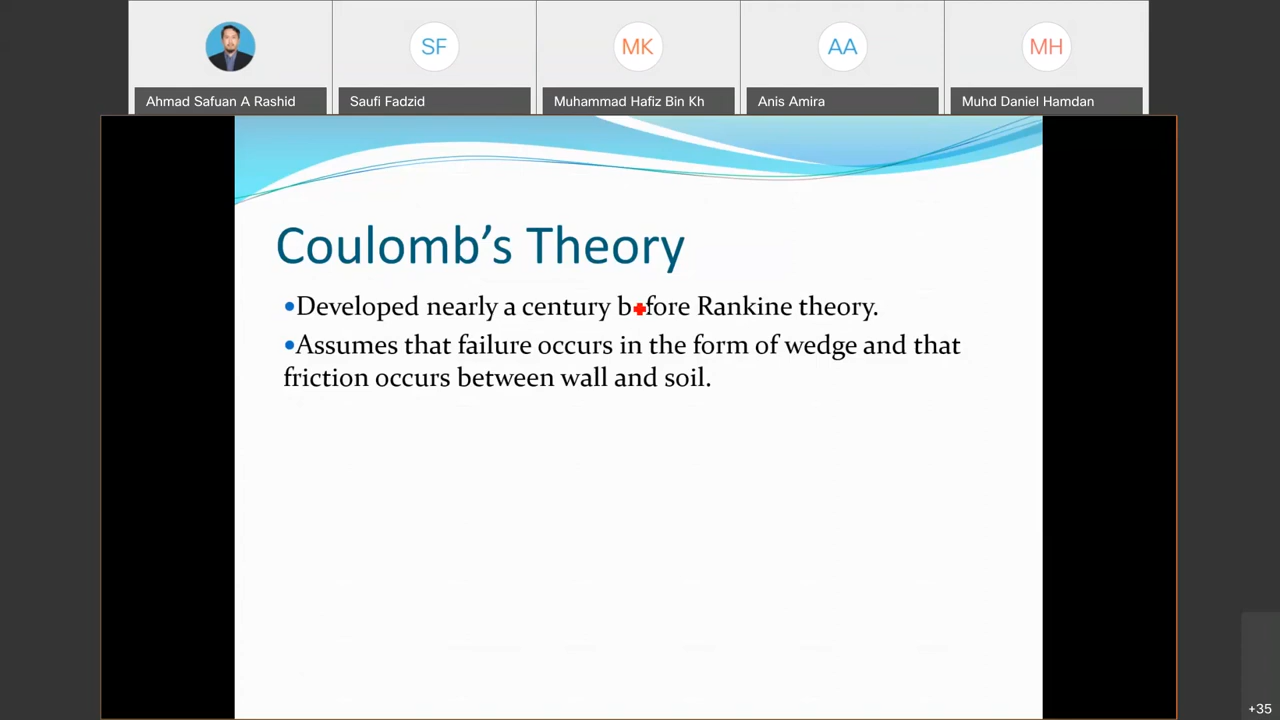 SF
MK
AA
MH
Ahmad Safuan A Rashid
Saufi Fadzid
Muhammad Hafiz Bin Kh
Anis Amira
Muhd Daniel Hamdan
Coulomb's Theory
•Developed nearly a century before Rankine theory.
•Assumes that failure occurs in the form of wedge and that
friction occurs between wall and soil.
+35